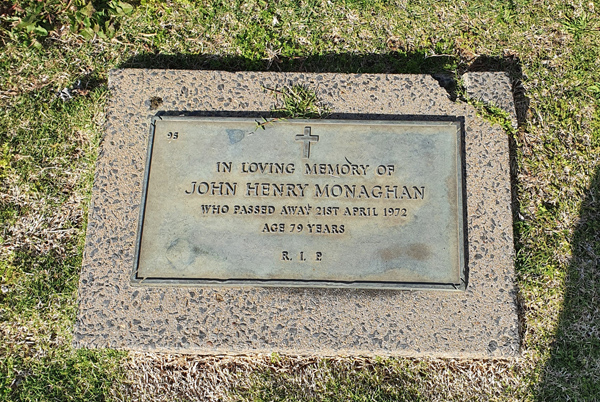 95
IN LOVING MEMORY OF
JOHN HENRY MONAGHAN
WHO PASSED AWAY 21ST APRIL 1972
AGE 79 YEARS
R. I. P.